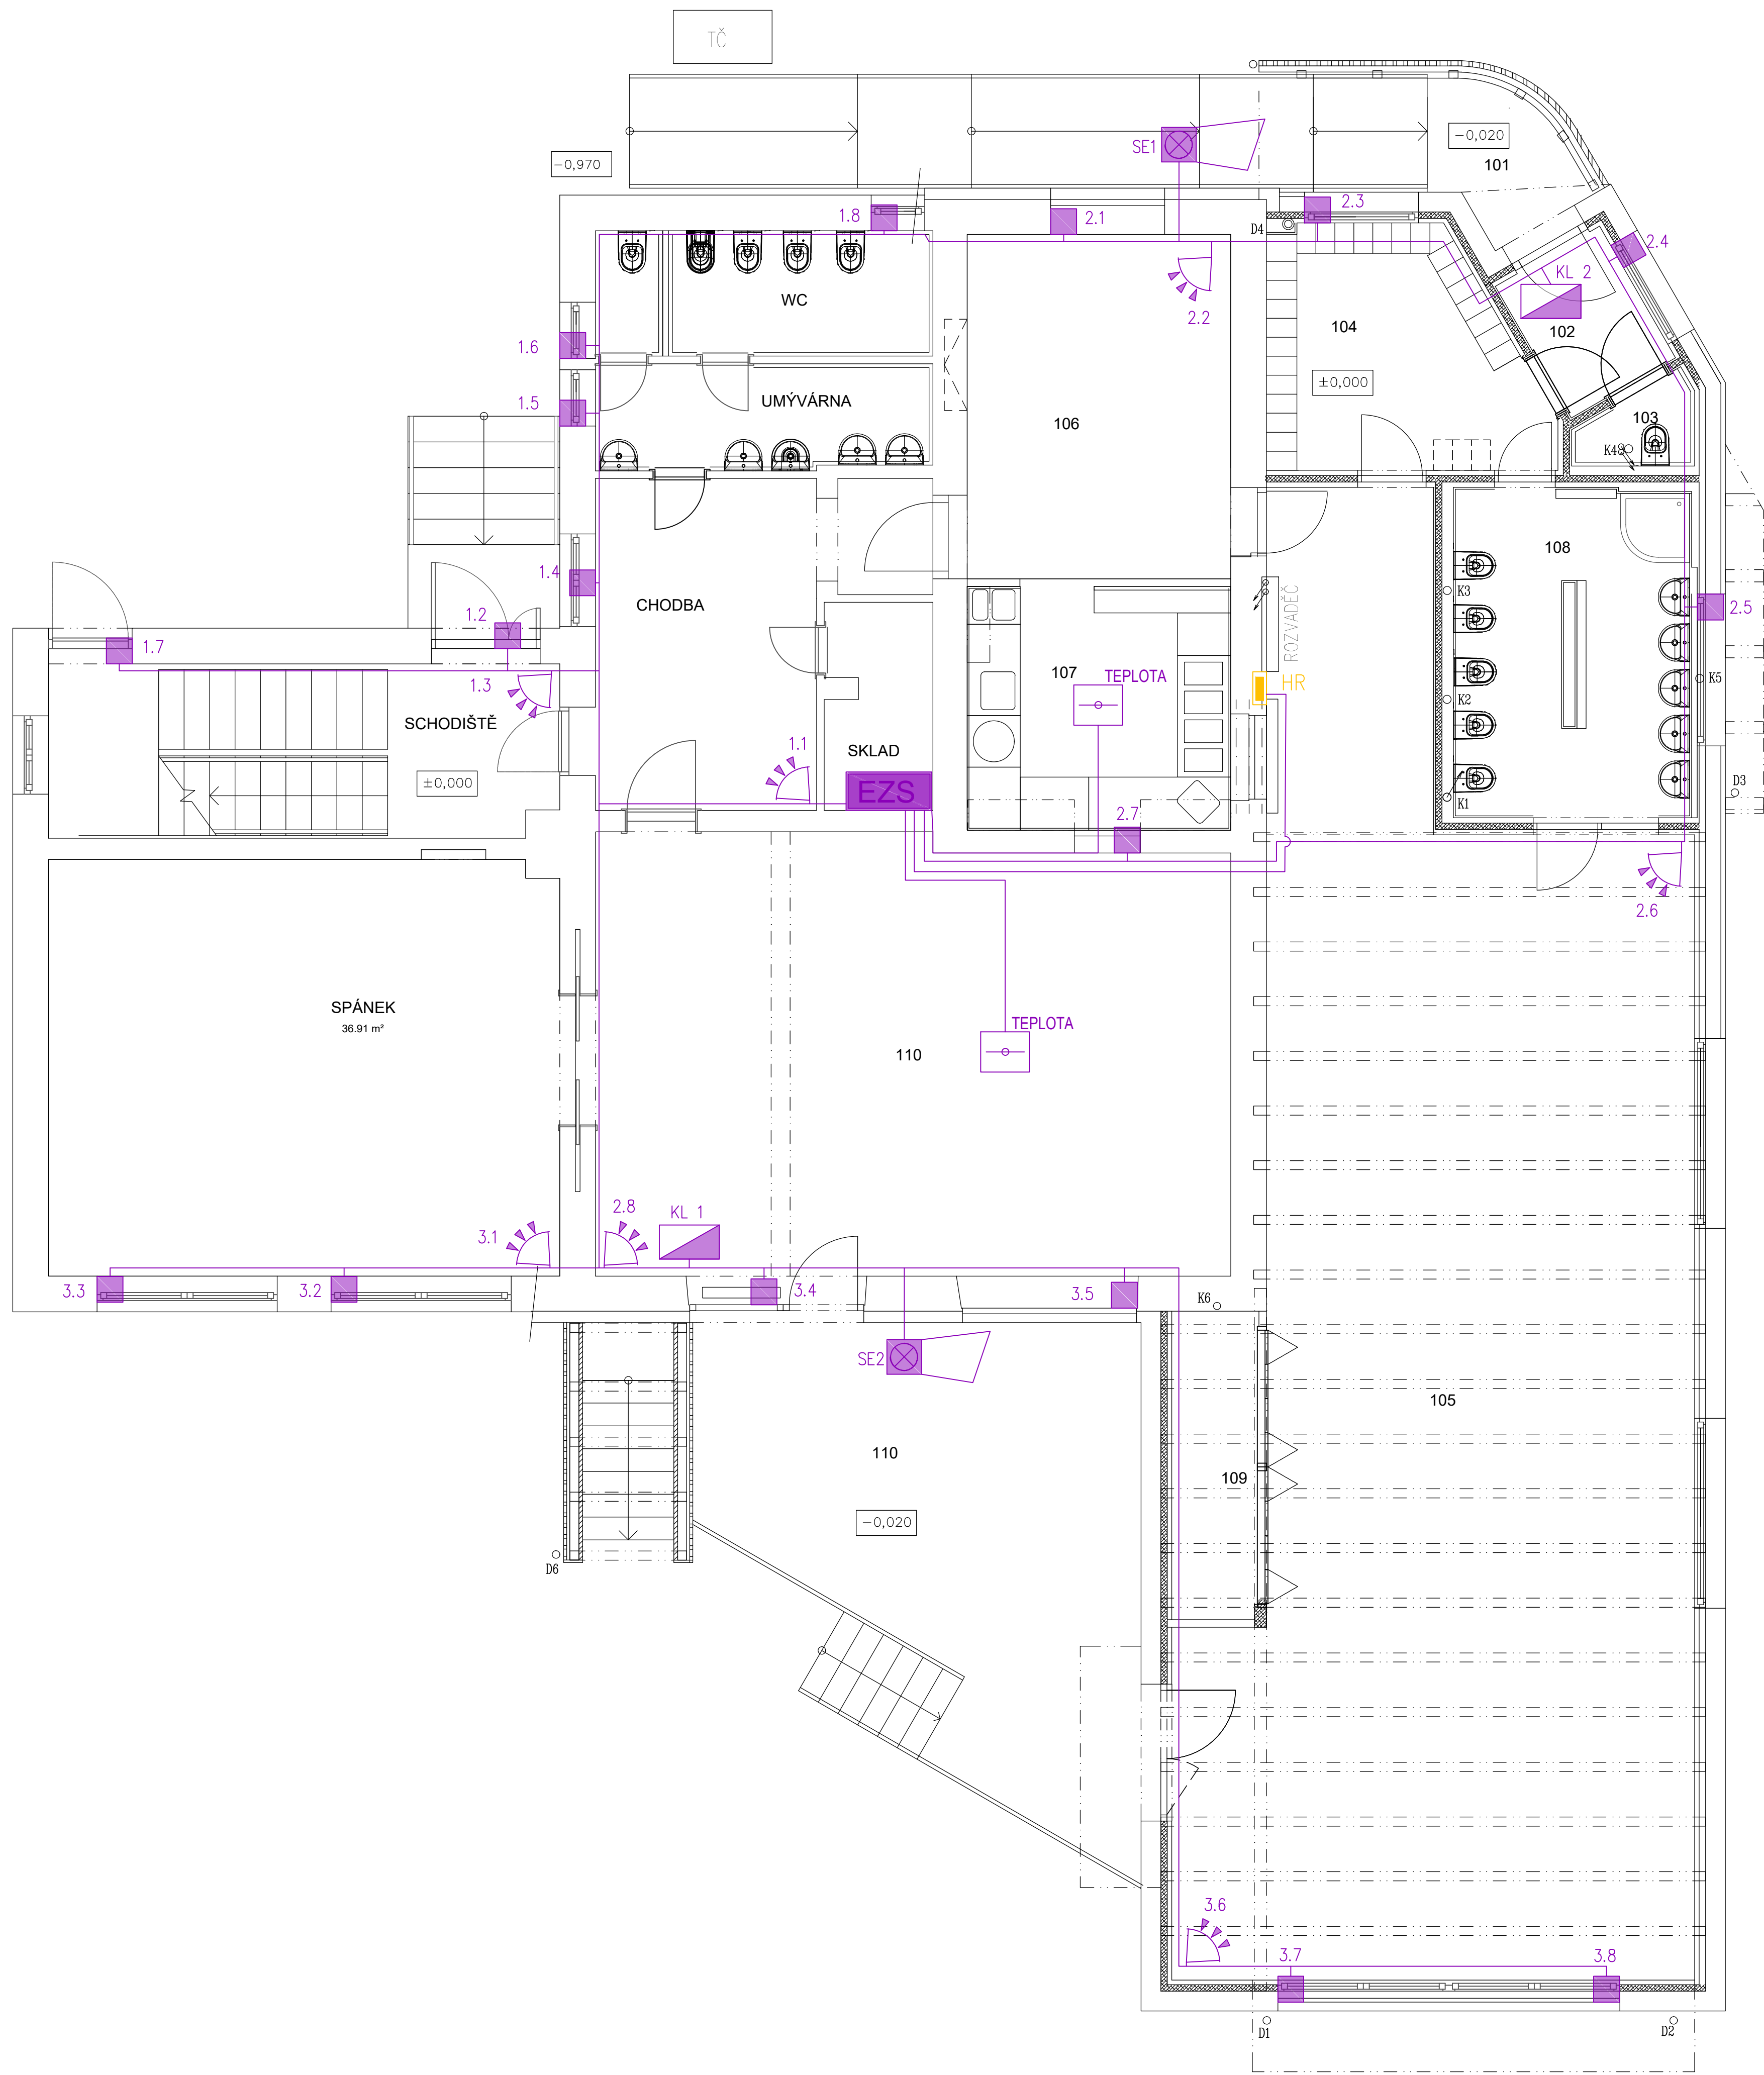 TČ
-0,020
101
SE1
-0,970
1.8
2.1
2.3
D4
2.4
KL 2
WC
2.2
104
102
1.6
±0,000
1.5
UMÝVÁRNA
106
103
K48
108
1.4
CHODBA
K3
ROZVADĚČ
2.5
1.2
1.7
107
TEPLOTA
HR
K5
1.3
K2
SCHODIŠTĚ
1.1
SKLAD
±0,000
EZS
D3
K1
2.7
2.6
SPÁNEK
36.91 m²
TEPLOTA
110
2.8
KL 1
3.1
3.3
3.2
3.4
3.5
K6
SE2
105
110
109
-0,020
D6
3.6
3.7
3.8
D1
D2